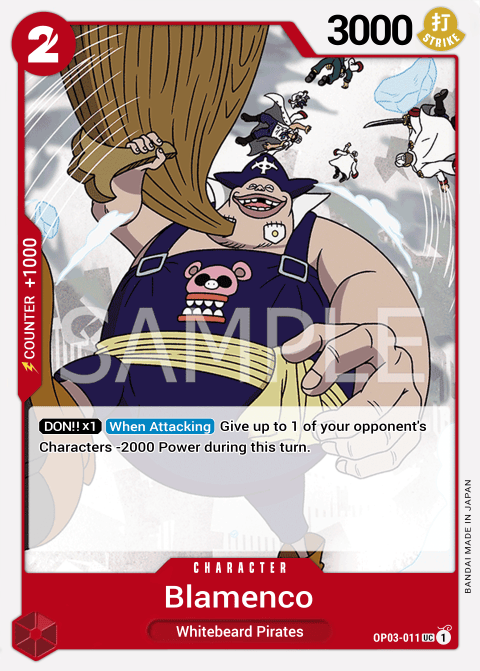 2
3000
打
STRIKE
COUNTER +1000
SAMPLE
DON!!×1 When Attacking Give up to 1 of your opponent's
Characters -2000 Power during this turn.
CHARACTER
Blamenco
Whitebeard Pirates
OP03-011 UC 1
BANDAI MADE IN JAPAN